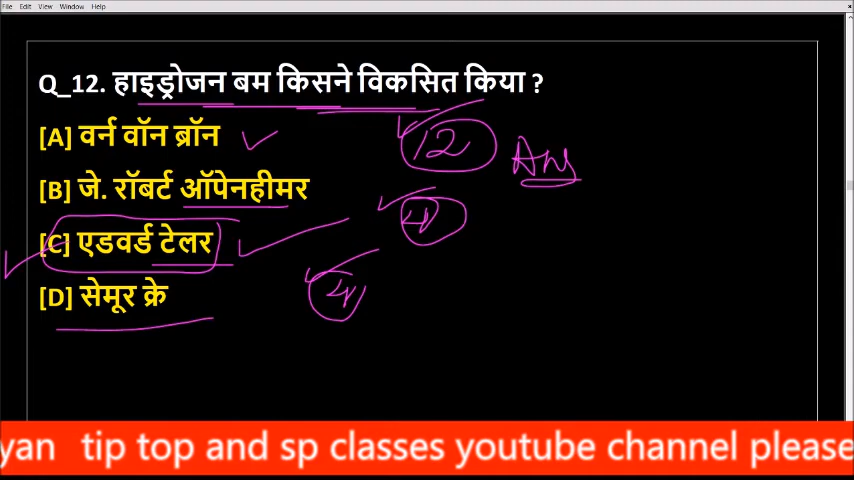 File Edit View Window Help
Q_12. हाइड्रोजन बम किसने विकसित किया ?
[A] वर्न वॉन ब्रॉन
12
Ans
[B] जे. रॉबर्ट ऑपेनहीमर
[C] एडवर्ड टेलर
[D] सेमूर क्रे
yan tip top and sp classes youtube channel please